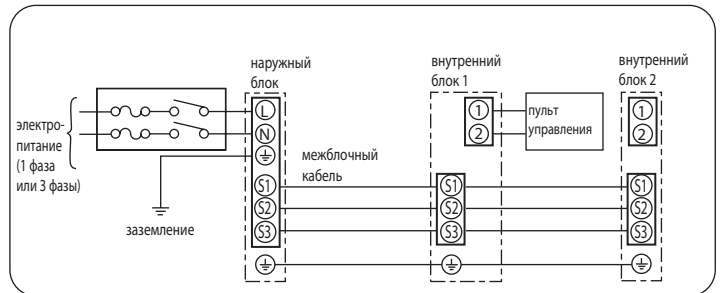 наружный
блок
внутренний
блок 1
внутренний
блок 2
L
N
S1
S2
S3
электро-
питание
(1 фаза
или 3 фазы)
заземление
межблочный
кабель
1
2
пульт
управления
S1
S2
S3
1
2
S1
S2
S3